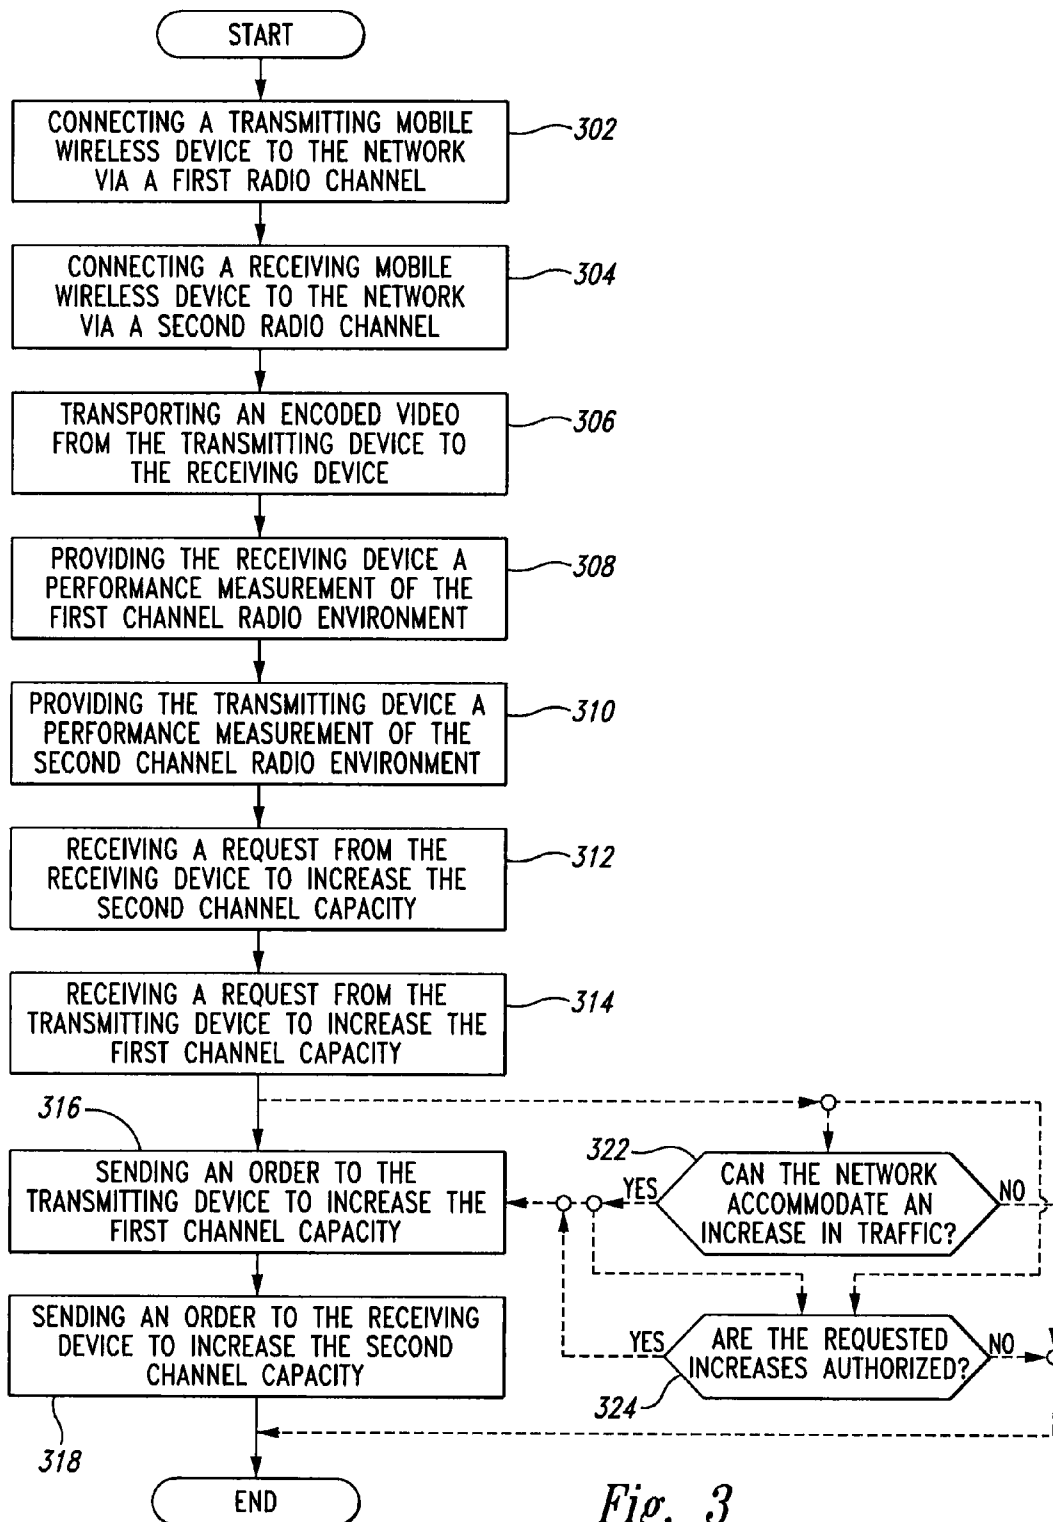 START
CONNECTING A TRANSMITTING MOBILE
WIRELESS DEVICE TO THE NETWORK
VIA A FIRST RADIO CHANNEL
302
CONNECTING A RECEIVING MOBILE
WIRELESS DEVICE TO THE NETWORK
VIA A SECOND RADIO CHANNEL
304
TRANSPORTING AN ENCODED VIDEO
FROM THE TRANSMITTING DEVICE TO
THE RECEIVING DEVICE
306
PROVIDING THE RECEIVING DEVICE A
PERFORMANCE MEASUREMENT OF THE
FIRST CHANNEL RADIO ENVIRONMENT
308
PROVIDING THE TRANSMITTING DEVICE A
PERFORMANCE MEASUREMENT OF THE
SECOND CHANNEL RADIO ENVIRONMENT
310
RECEIVING A REQUEST FROM THE
RECEIVING DEVICE TO INCREASE THE
SECOND CHANNEL CAPACITY
312
RECEIVING A REQUEST FROM THE
TRANSMITTING DEVICE TO INCREASE THE
FIRST CHANNEL CAPACITY
314
316
SENDING AN ORDER TO THE
TRANSMITTING DEVICE TO INCREASE THE
FIRST CHANNEL CAPACITY
322
YES
CAN THE NETWORK
ACCOMMODATE AN
INCREASE IN TRAFFIC?
NO
SENDING AN ORDER TO THE RECEIVING
DEVICE TO INCREASE THE SECOND
CHANNEL CAPACITY
318
YES
ARE THE REQUESTED
INCREASES AUTHORIZED?
NO
324
END
Fig. 3